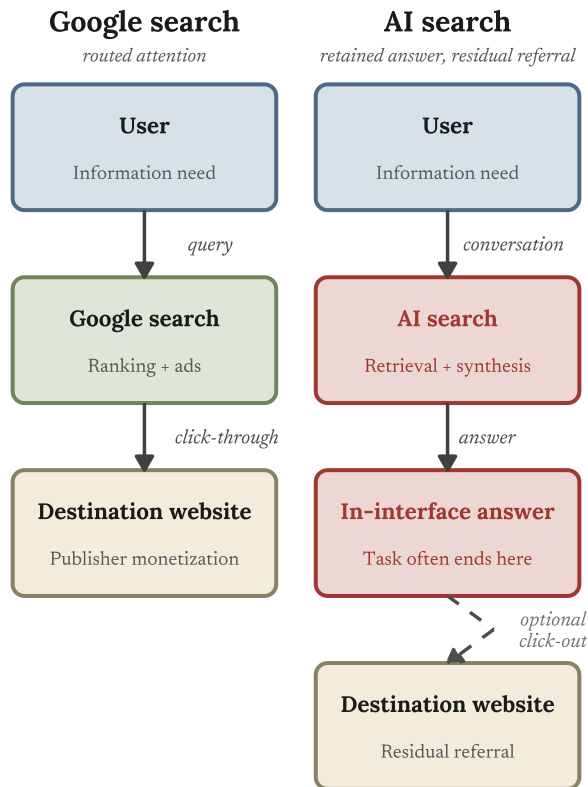 Google search
routed attention
User
Information need
query
Google search
Ranking + ads
click-through
Destination website
Publisher monetization
AI search
retained answer, residual referral
User
Information need
conversation
AI search
Retrieval + synthesis
answer
In-interface answer
Task often ends here
optional
click-out
Destination website
Residual referral